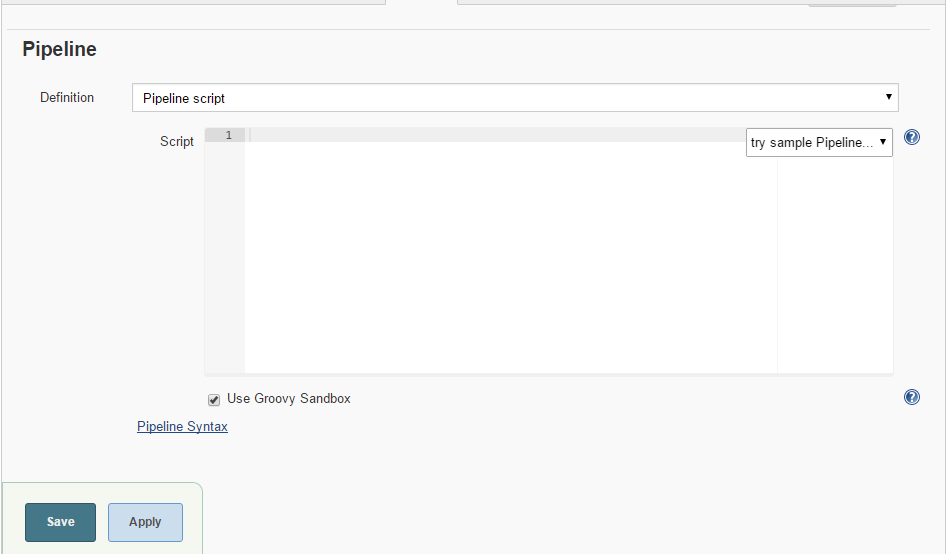 Pipeline
Definition
Pipeline script
Script
1
try sample Pipeline...
?
Use Groovy Sandbox
?
Pipeline Syntax
Save
Apply